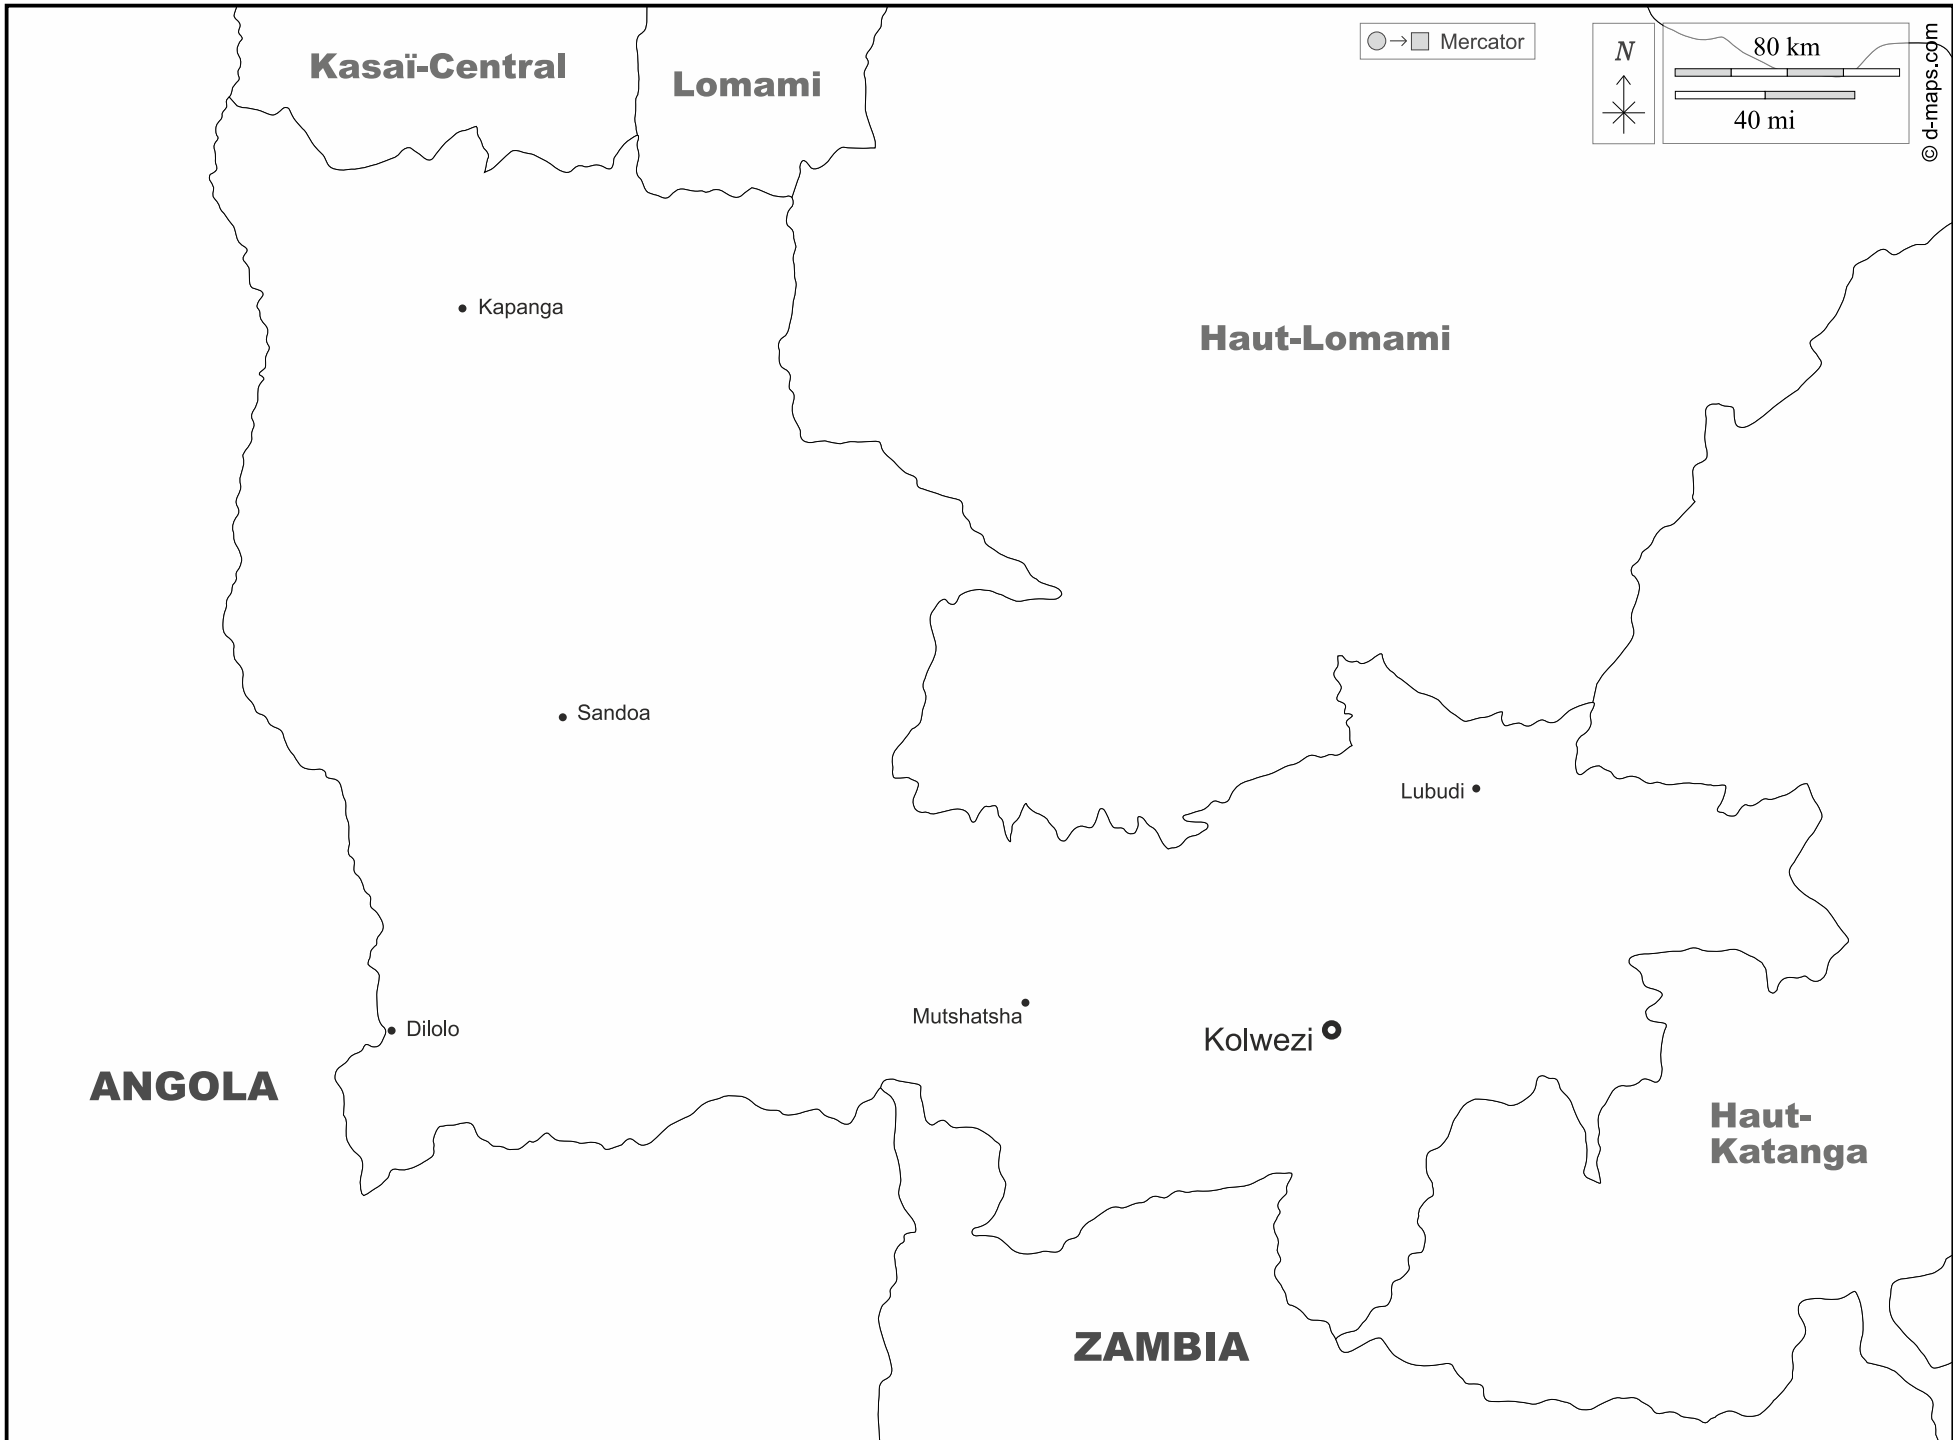 Kasaï-Central
Lomami
Mercator
N
80 km
40 mi
© d-maps.com
Kapanga
Haut-Lomami
Sandoa
Lubudi
Mutshatsha
Dilolo
Kolwezi
ANGOLA
Haut-
Katanga
ZAMBIA